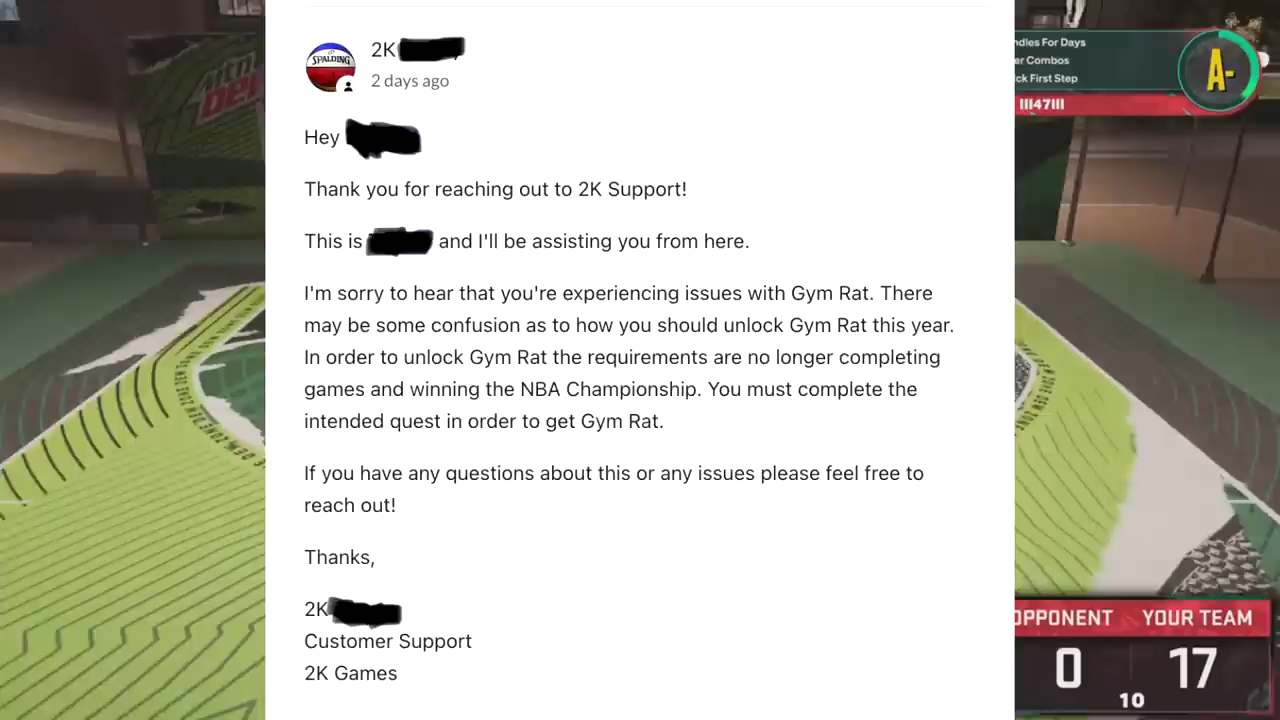 SPALDING
2K
2 days ago
Hey
Thank you for reaching out to 2K Support!
This is and I'll be assisting you from here.
I'm sorry to hear that you're experiencing issues with Gym Rat. There
may be some confusion as to how you should unlock Gym Rat this year.
In order to unlock Gym Rat the requirements are no longer completing
games and winning the NBA Championship. You must complete the
intended quest in order to get Gym Rat.
If you have any questions about this or any issues please feel free to
reach out!
Thanks,
2K
Customer Support
2K Games
mtn
DEW
ndles For Days
er Combos
ck First Step
A-
III47III
OPPONENT YOUR TEAM
0 17
10